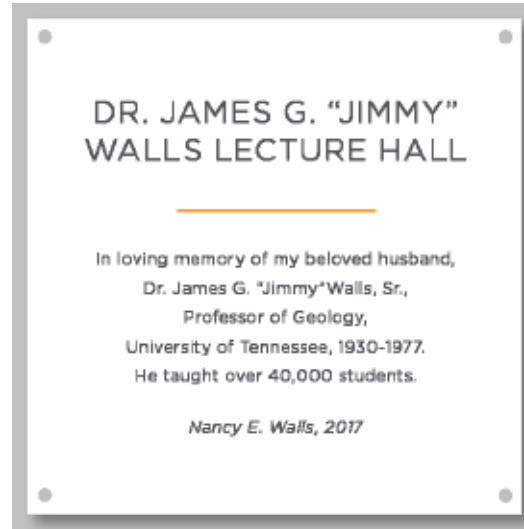 DR. JAMES G. “JIMMY”
WALLS LECTURE HALL
In loving memory of my beloved husband,
Dr. James G. "Jimmy"Walls, Sr.,
Professor of Geology,
University of Tennessee, 1930-1977.
He taught over 40,000 students.
Nancy E. Walls, 2017